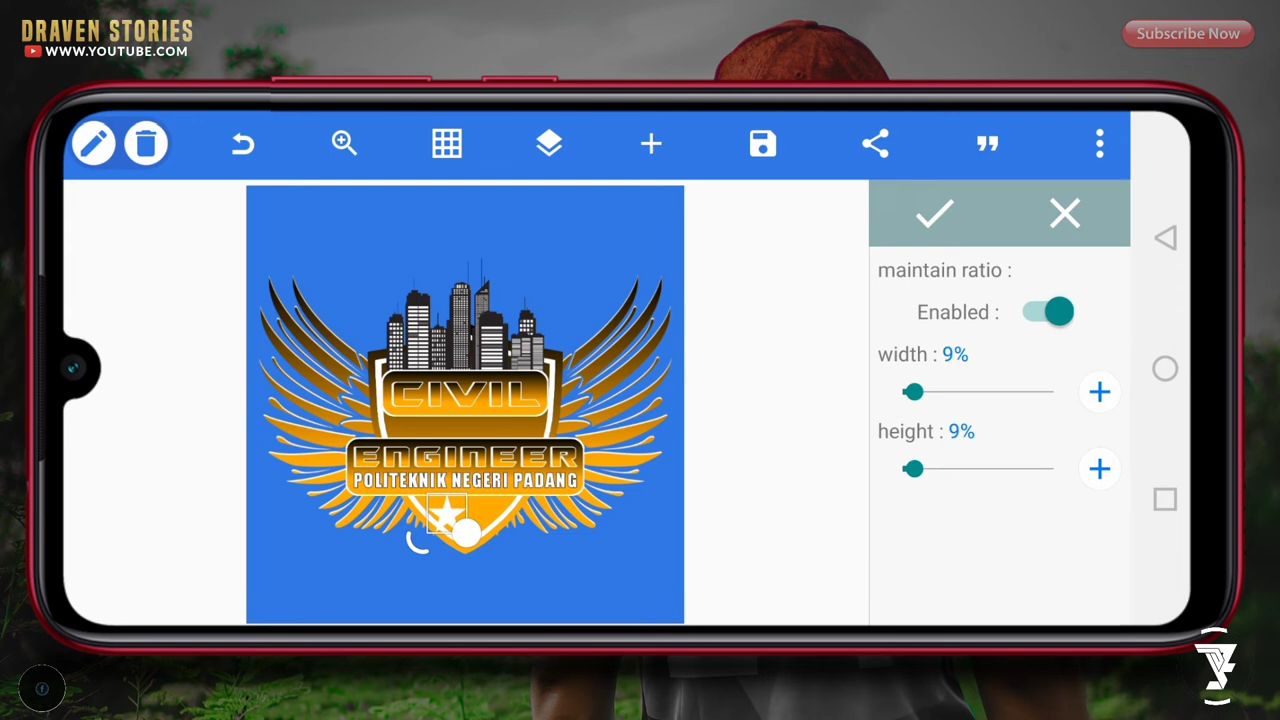 DRAVEN STORIES
WWW.YOUTUBE.COM
Subscribe Now
maintain ratio :
Enabled :
width : 9%
height : 9%
CIVIL
ENGINEER
POLITEKNIK NEGERI PADANG